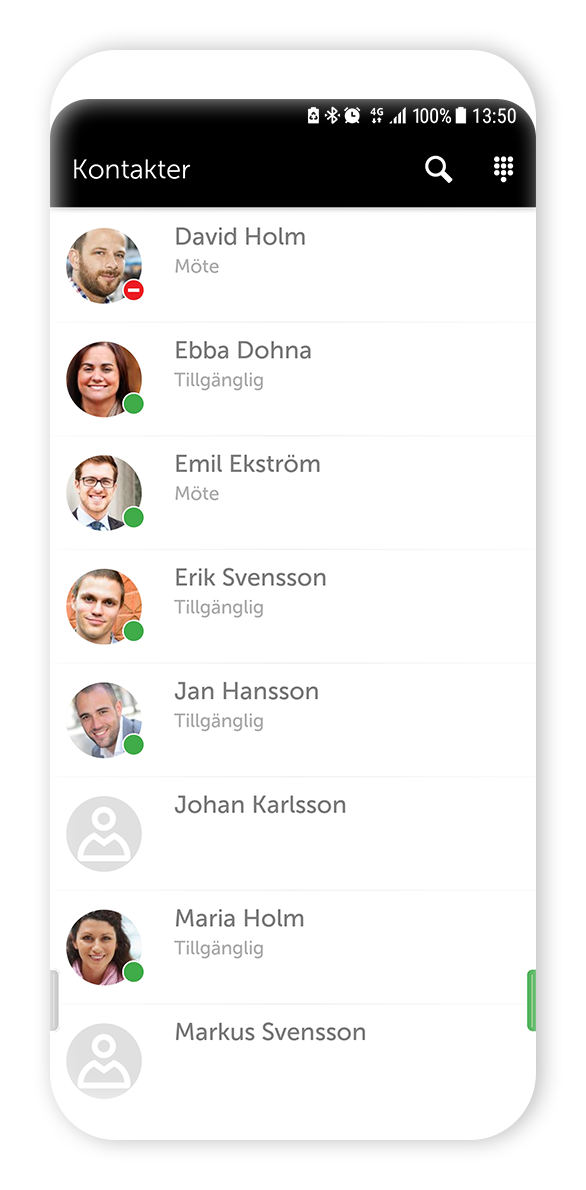 4G 100% 13:50
Kontakter
David Holm
Möte
Ebba Dohna
Tillgänglig
Emil Ekström
Möte
Erik Svensson
Tillgänglig
Jan Hansson
Tillgänglig
Johan Karlsson
Maria Holm
Tillgänglig
Markus Svensson